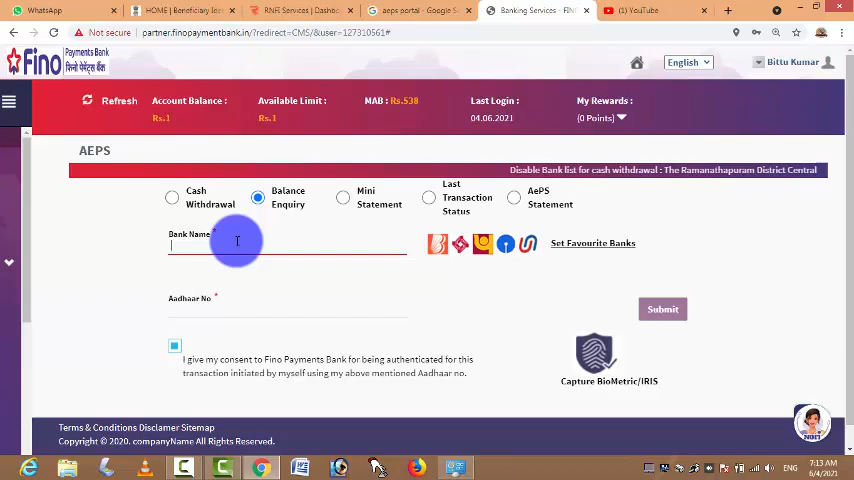 WhatsApp
HOME | Beneficiary Ide
RNFI Services | Dashbo
aeps portal - Google Se
Banking Services - FINO
(1) YouTube
Not secure
partner.finopaymentbank.in/?redirect=CMS/&user=127310561#
Fino Payments Bank
फिनो पेमेंट्स बैंक
English
Bittu Kumar
Refresh
Account Balance :
Rs.1
Available Limit :
Rs.1
MAB : Rs.538
Last Login :
04.06.2021
My Rewards :
(0 Points)
AEPS
Disable Bank list for cash withdrawal : The Ramanathapuram District Central
Cash
Withdrawal
Balance
Enquiry
Mini
Statement
Last
Transaction
Status
AePS
Statement
Bank Name *
Set Favourite Banks
Aadhaar No *
Submit
I give my consent to Fino Payments Bank for being authenticated for this
transaction initiated by myself using my above mentioned Aadhaar no.
Capture BioMetric/IRIS
Terms & Conditions Disclamer Sitemap
Copyright © 2020. companyName All Rights Reserved.
ENG
7:13 AM
6/4/2021